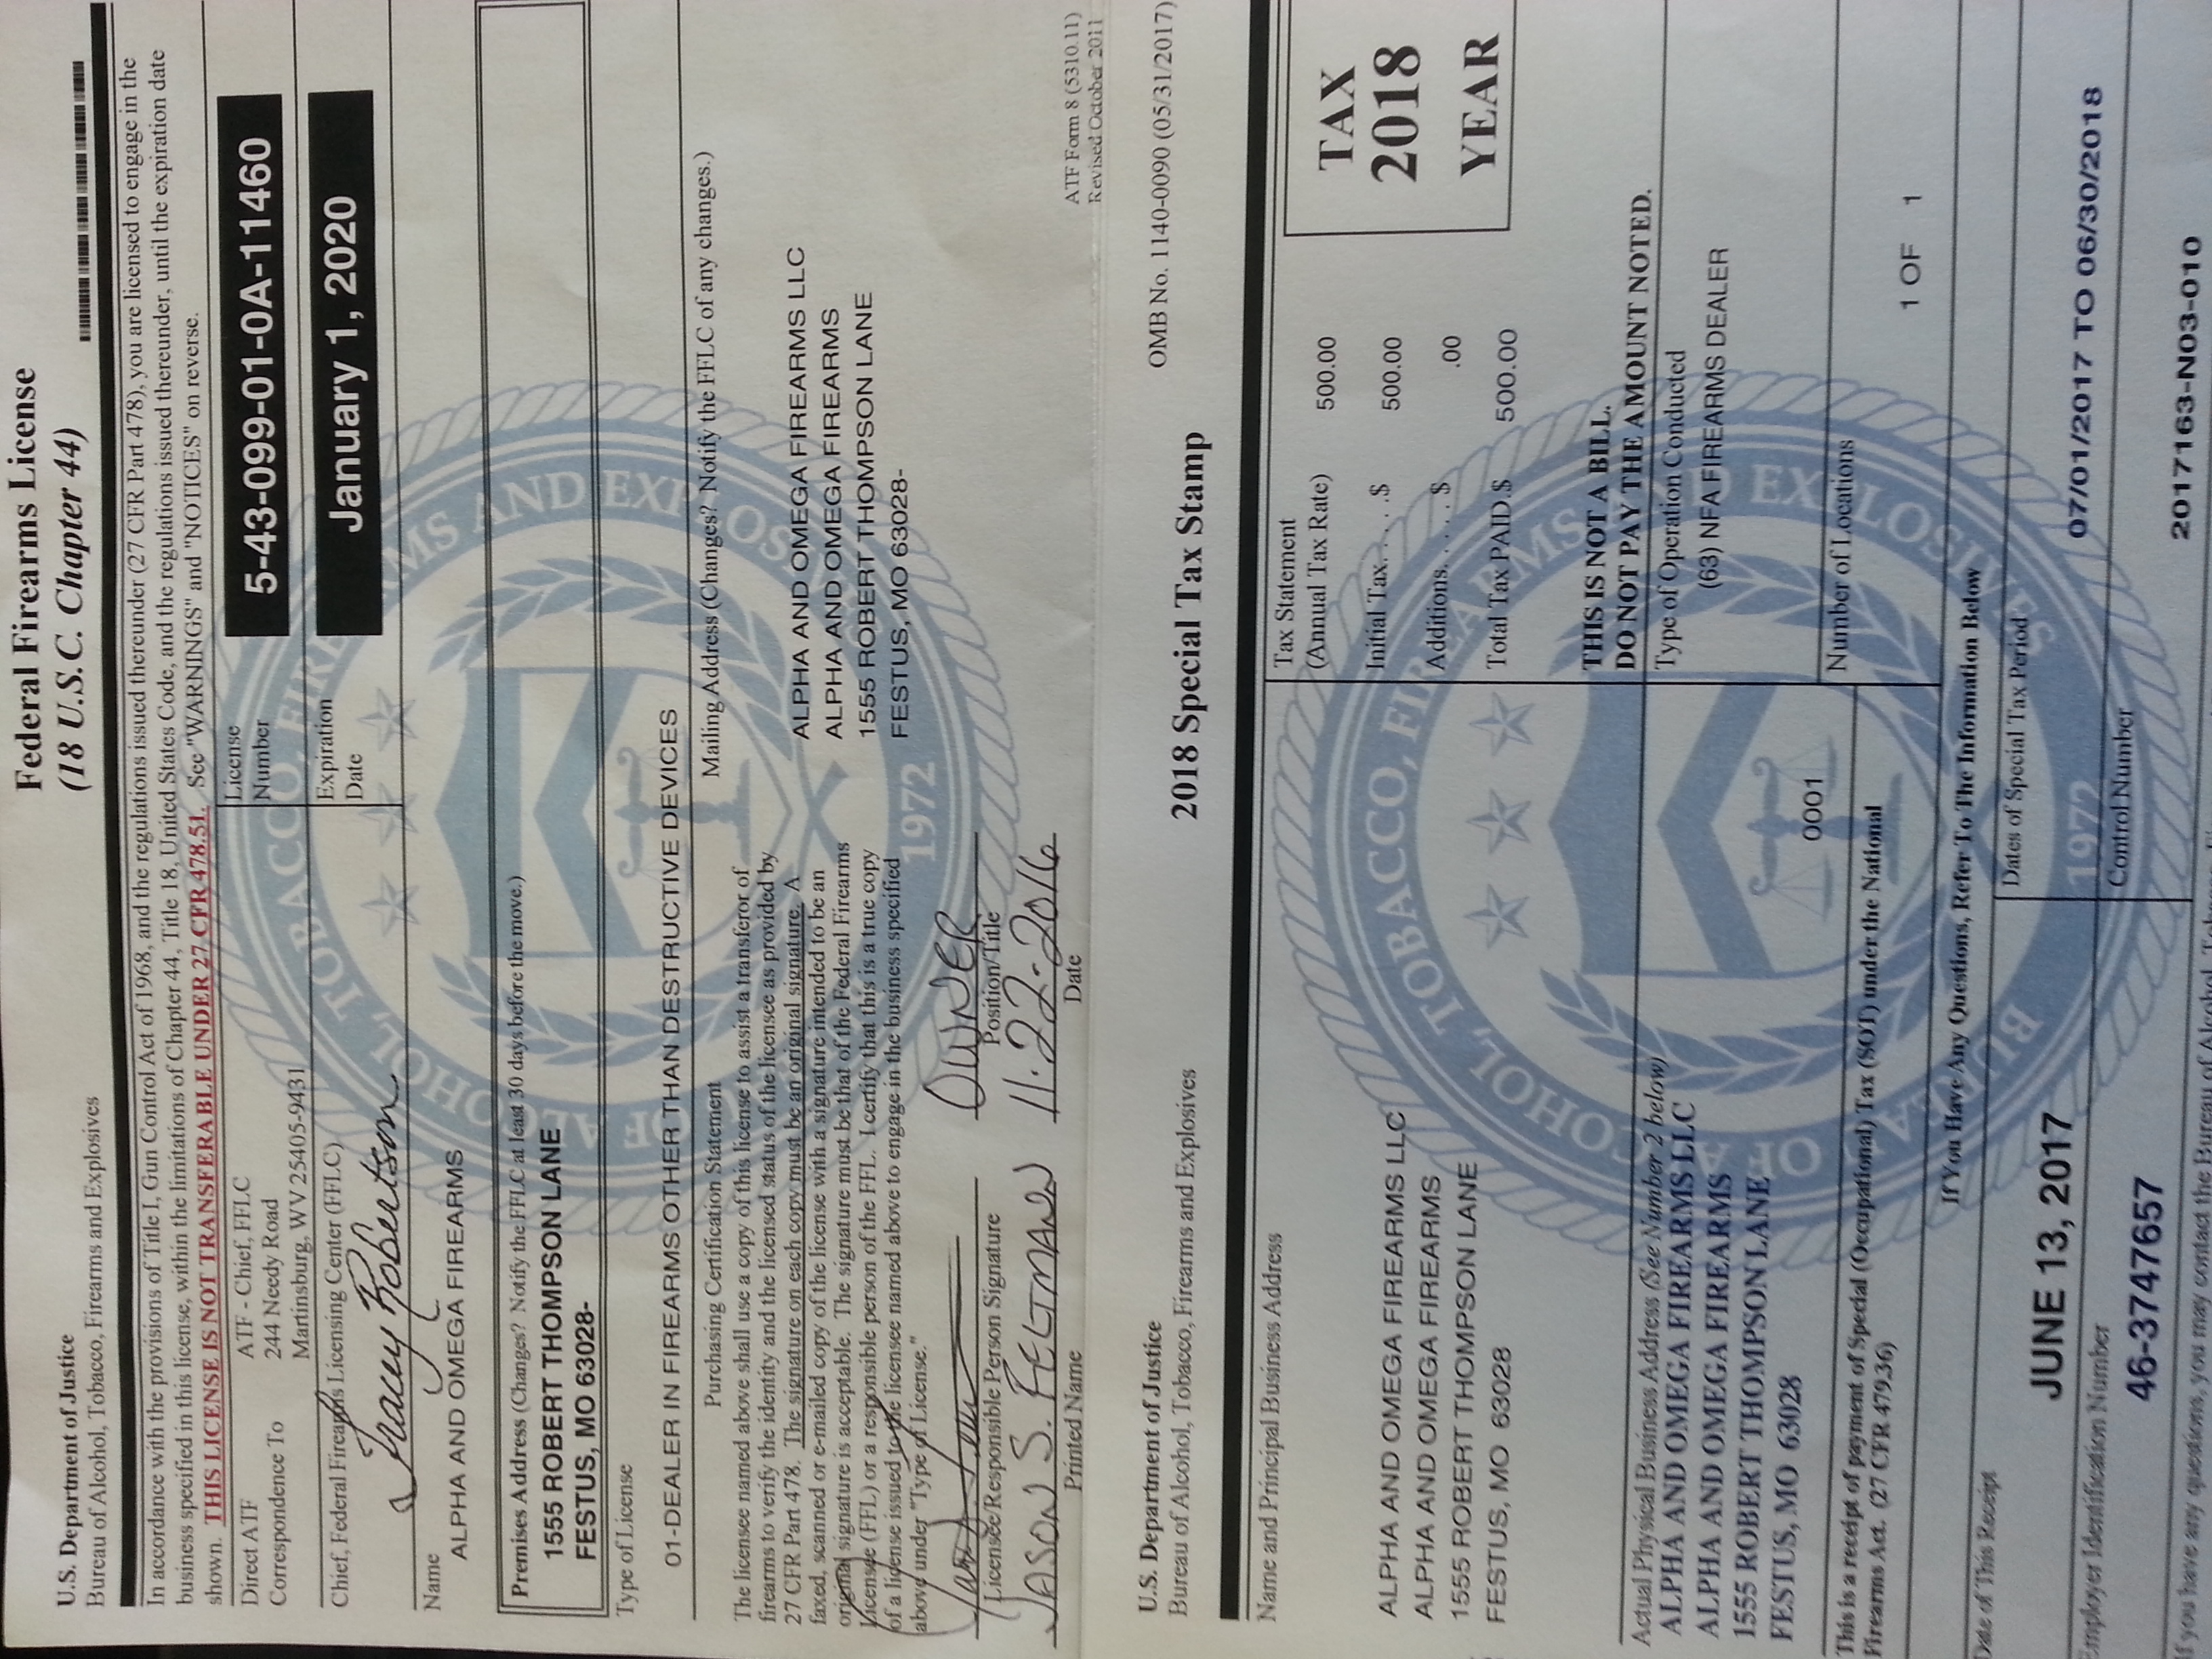 Federal Firearms License
(18 U.S.C. Chapter 44)
U.S. Department of Justice
Bureau of Alcohol, Tobacco, Firearms and Explosives
In accordance with the provisions of Title I, Gun Control Act of 1968, and the regulations issued thereunder (27 CFR Part 478), you are licensed to engage in the
business specified in this license, within the limitations of Chapter 44, Title 18, United States Code, and the regulations issued thereunder, until the expiration date
shown. THIS LICENSE IS NOT TRANSFERABLE UNDER 27 CFR 478.51. See "WARNINGS" and "NOTICES" on reverse.
Direct ATF
Correspondence To
ATF - Chief, FFLC
244 Needy Road
Martinsburg, WV 25405-9431
License
Number
5-43-099-01-0A-11460
Chief, Federal Firearms Licensing Center (FFLC)
Tracey Robertson
Expiration
Date
January 1, 2020
Name
ALPHA AND OMEGA FIREARMS
Premises Address (Changes? Notify the FFLC at least 30 days before the move.)
1555 ROBERT THOMPSON LANE
FESTUS, MO 63028-
Type of License
01-DEALER IN FIREARMS OTHER THAN DESTRUCTIVE DEVICES
Purchasing Certification Statement
The licensee named above shall use a copy of this license to assist a transferor of
firearms to verify the identity and the licensed status of the licensee as provided by
27 CFR Part 478. The signature on each copy must be an original signature. A
faxed, scanned or e-mailed copy of the license with a signature intended to be an
original signature is acceptable. The signature must be that of the Federal Firearms
Licensee (FFL) or a responsible person of the FFL. I certify that this is a true copy
of a license issued to the licensee named above to engage in the business specified
above under "Type of License."
Mailing Address (Changes? Notify the FFLC of any changes.)
ALPHA AND OMEGA FIREARMS LLC
ALPHA AND OMEGA FIREARMS
1555 ROBERT THOMPSON LANE
FESTUS, MO 63028-
1972
OWNER
Licensee/Responsible Person Signature
Position/Title
JASON S. FELTMANN
11-22-2016
Printed Name
Date
ATF Form 8 (5310.11)
Revised October 2011
U.S. Department of Justice
Bureau of Alcohol, Tobacco, Firearms and Explosives
2018 Special Tax Stamp
OMB No. 1140-0090 (05/31/2017)
Name and Principal Business Address
ALPHA AND OMEGA FIREARMS LLC
ALPHA AND OMEGA FIREARMS
1555 ROBERT THOMPSON LANE
FESTUS, MO 63028
Tax Statement
(Annual Tax Rate) 500.00
Initial Tax. . . . .$ 500.00
Additions. . . . . $ .00
Total Tax PAID.$ 500.00
TAX
2018
YEAR
THIS IS NOT A BILL.
DO NOT PAY THE AMOUNT NOTED.
Actual Physical Business Address (See Number 2 below)
ALPHA AND OMEGA FIREARMS LLC
ALPHA AND OMEGA FIREARMS
1555 ROBERT THOMPSON LANE
FESTUS, MO 63028
0001
Type of Operation Conducted
(63) NFA FIREARMS DEALER
This is a receipt of payment of Special (Occupational) Tax (SOT) under the National
Firearms Act. (27 CFR 479.36)
Number of Locations
1 OF 1
If You Have Any Questions, Refer To The Information Below
Date of This Receipt
JUNE 13, 2017
Dates of Special Tax Period
07/01/2017 TO 06/30/2018
1972
Employer Identification Number
46-3747657
Control Number
2017163-N03-010
If you have any questions, you may contact the Bureau of Alcohol, Tobacco,